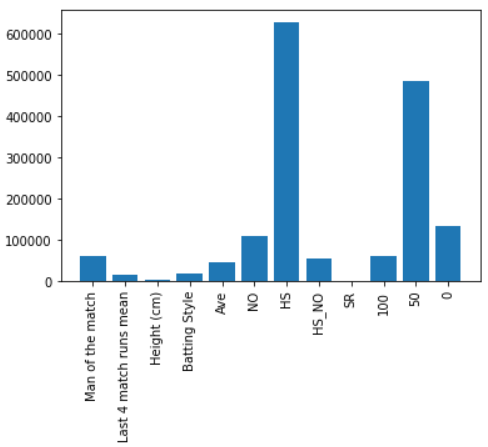 600000
500000
400000
300000
200000
100000
0
Man of the match
Last 4 match runs mean
Height (cm)
Batting Style
Ave
NO
HS
HS_NO
SR
100
50
0